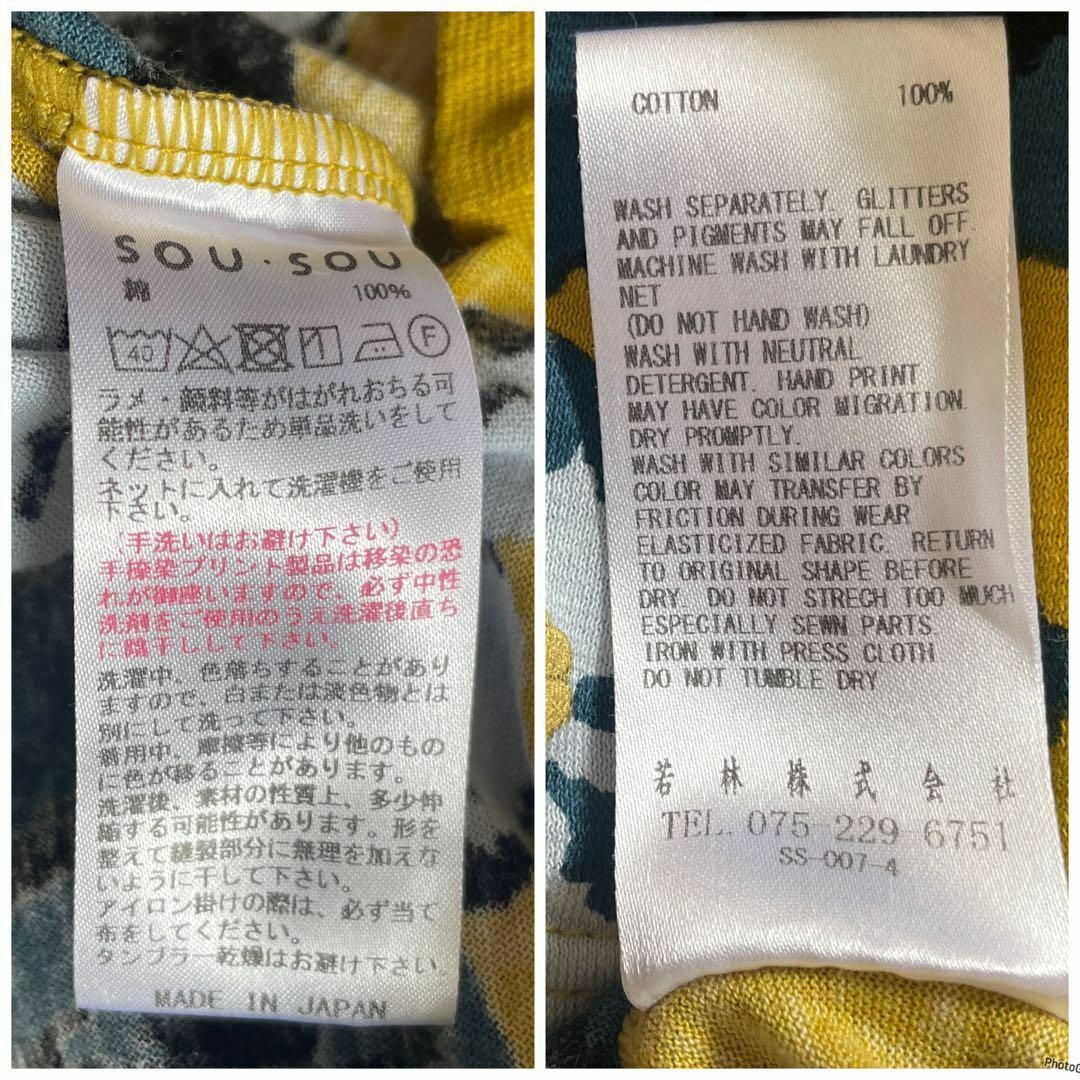 SOU・SOU
綿 100%
40 1 F
ラメ・顔料等がはがれおちる可
能性があるため単品洗いをして
ください。
ネットに入れて洗濯機をご使用
下さい。
（手洗いはお避け下さい）
手捺染プリント製品は移染の恐
れが御座いますので、必ず中性
洗剤をご使用のうえ洗濯後直ち
に陰干しして下さい。
洗濯中、色落ちすることがあり
ますので、白または淡色物とは
別にして洗って下さい。
着用中、摩擦等により他のもの
に色が移ることがあります。
洗濯後、素材の性質上、多少伸
縮する可能性があります。形を
整えて縫製部分に無理を加えな
いように干して下さい。
アイロン掛けの際は、必ず当て
布をしてください。
タンブラー乾燥はお避け下さい
MADE IN JAPAN
COTTON 100%
WASH SEPARATELY. GLITTERS
AND PIGMENTS MAY FALL OFF.
MACHINE WASH WITH LAUNDRY
NET
(DO NOT HAND WASH)
WASH WITH NEUTRAL
DETERGENT. HAND PRINT
MAY HAVE COLOR MIGRATION.
DRY PROMPTLY.
WASH WITH SIMILAR COLORS
COLOR MAY TRANSFER BY
FRICTION DURING WEAR
ELASTICIZED FABRIC. RETURN
TO ORIGINAL SHAPE BEFORE
DRY. DO NOT STRECH TOO MUCH
ESPECIALLY SEWN PARTS.
IRON WITH PRESS CLOTH
DO NOT TUMBLE DRY
若林株式会社
TEL. 075-229-6751
SS-007-4